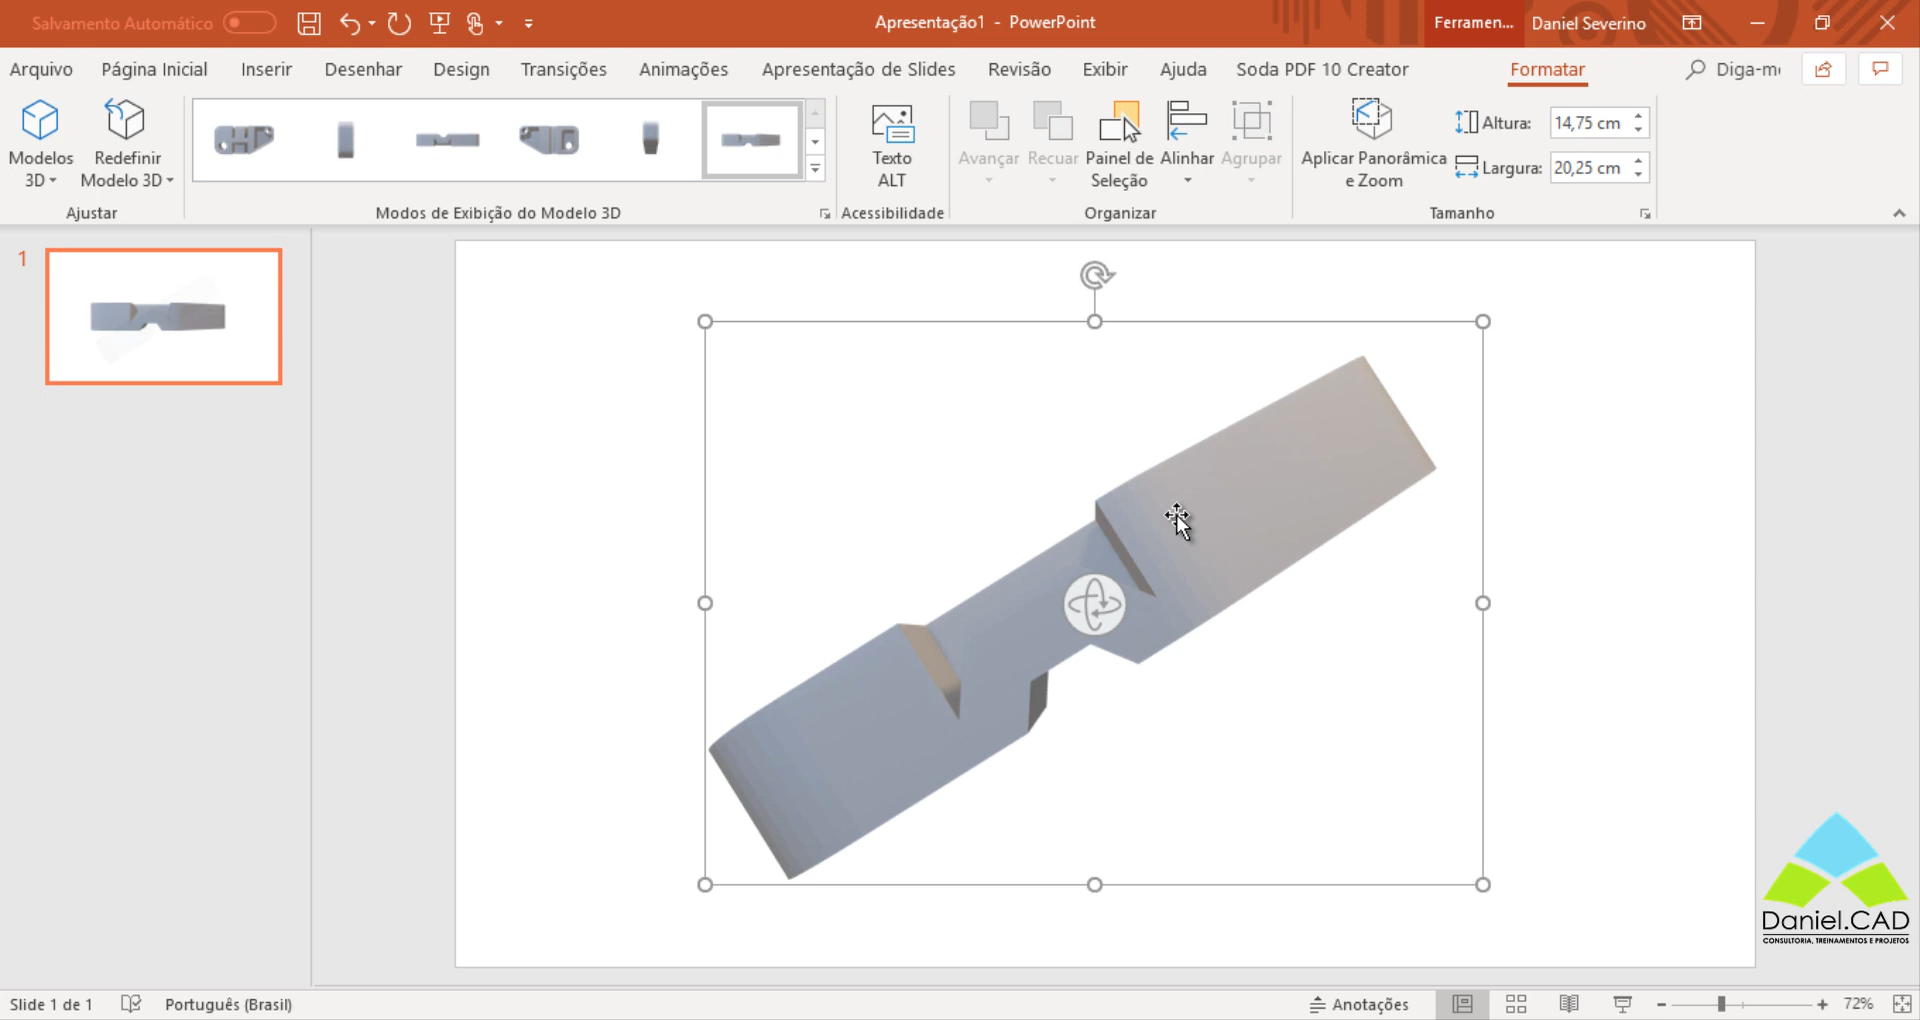 Salvamento Automático
Apresentação1 - PowerPoint
Ferramen...
Daniel Severino
Arquivo
Página Inicial
Inserir
Desenhar
Design
Transições
Animações
Apresentação de Slides
Revisão
Exibir
Ajuda
Soda PDF 10 Creator
Formatar
Modelos
3D
Redefinir
Modelo 3D
Ajustar
Modos de Exibição do Modelo 3D
Texto
ALT
Acessibilidade
Avançar
Recuar
Painel de
Seleção
Alinhar
Agrupar
Organizar
Aplicar Panorâmica
e Zoom
Altura: 14,75 cm
Largura: 20,25 cm
Tamanho
1
Daniel.CAD
CONSULTORIA, TREINAMENTOS E PROJETOS
Slide 1 de 1
Português (Brasil)
Anotações
72%